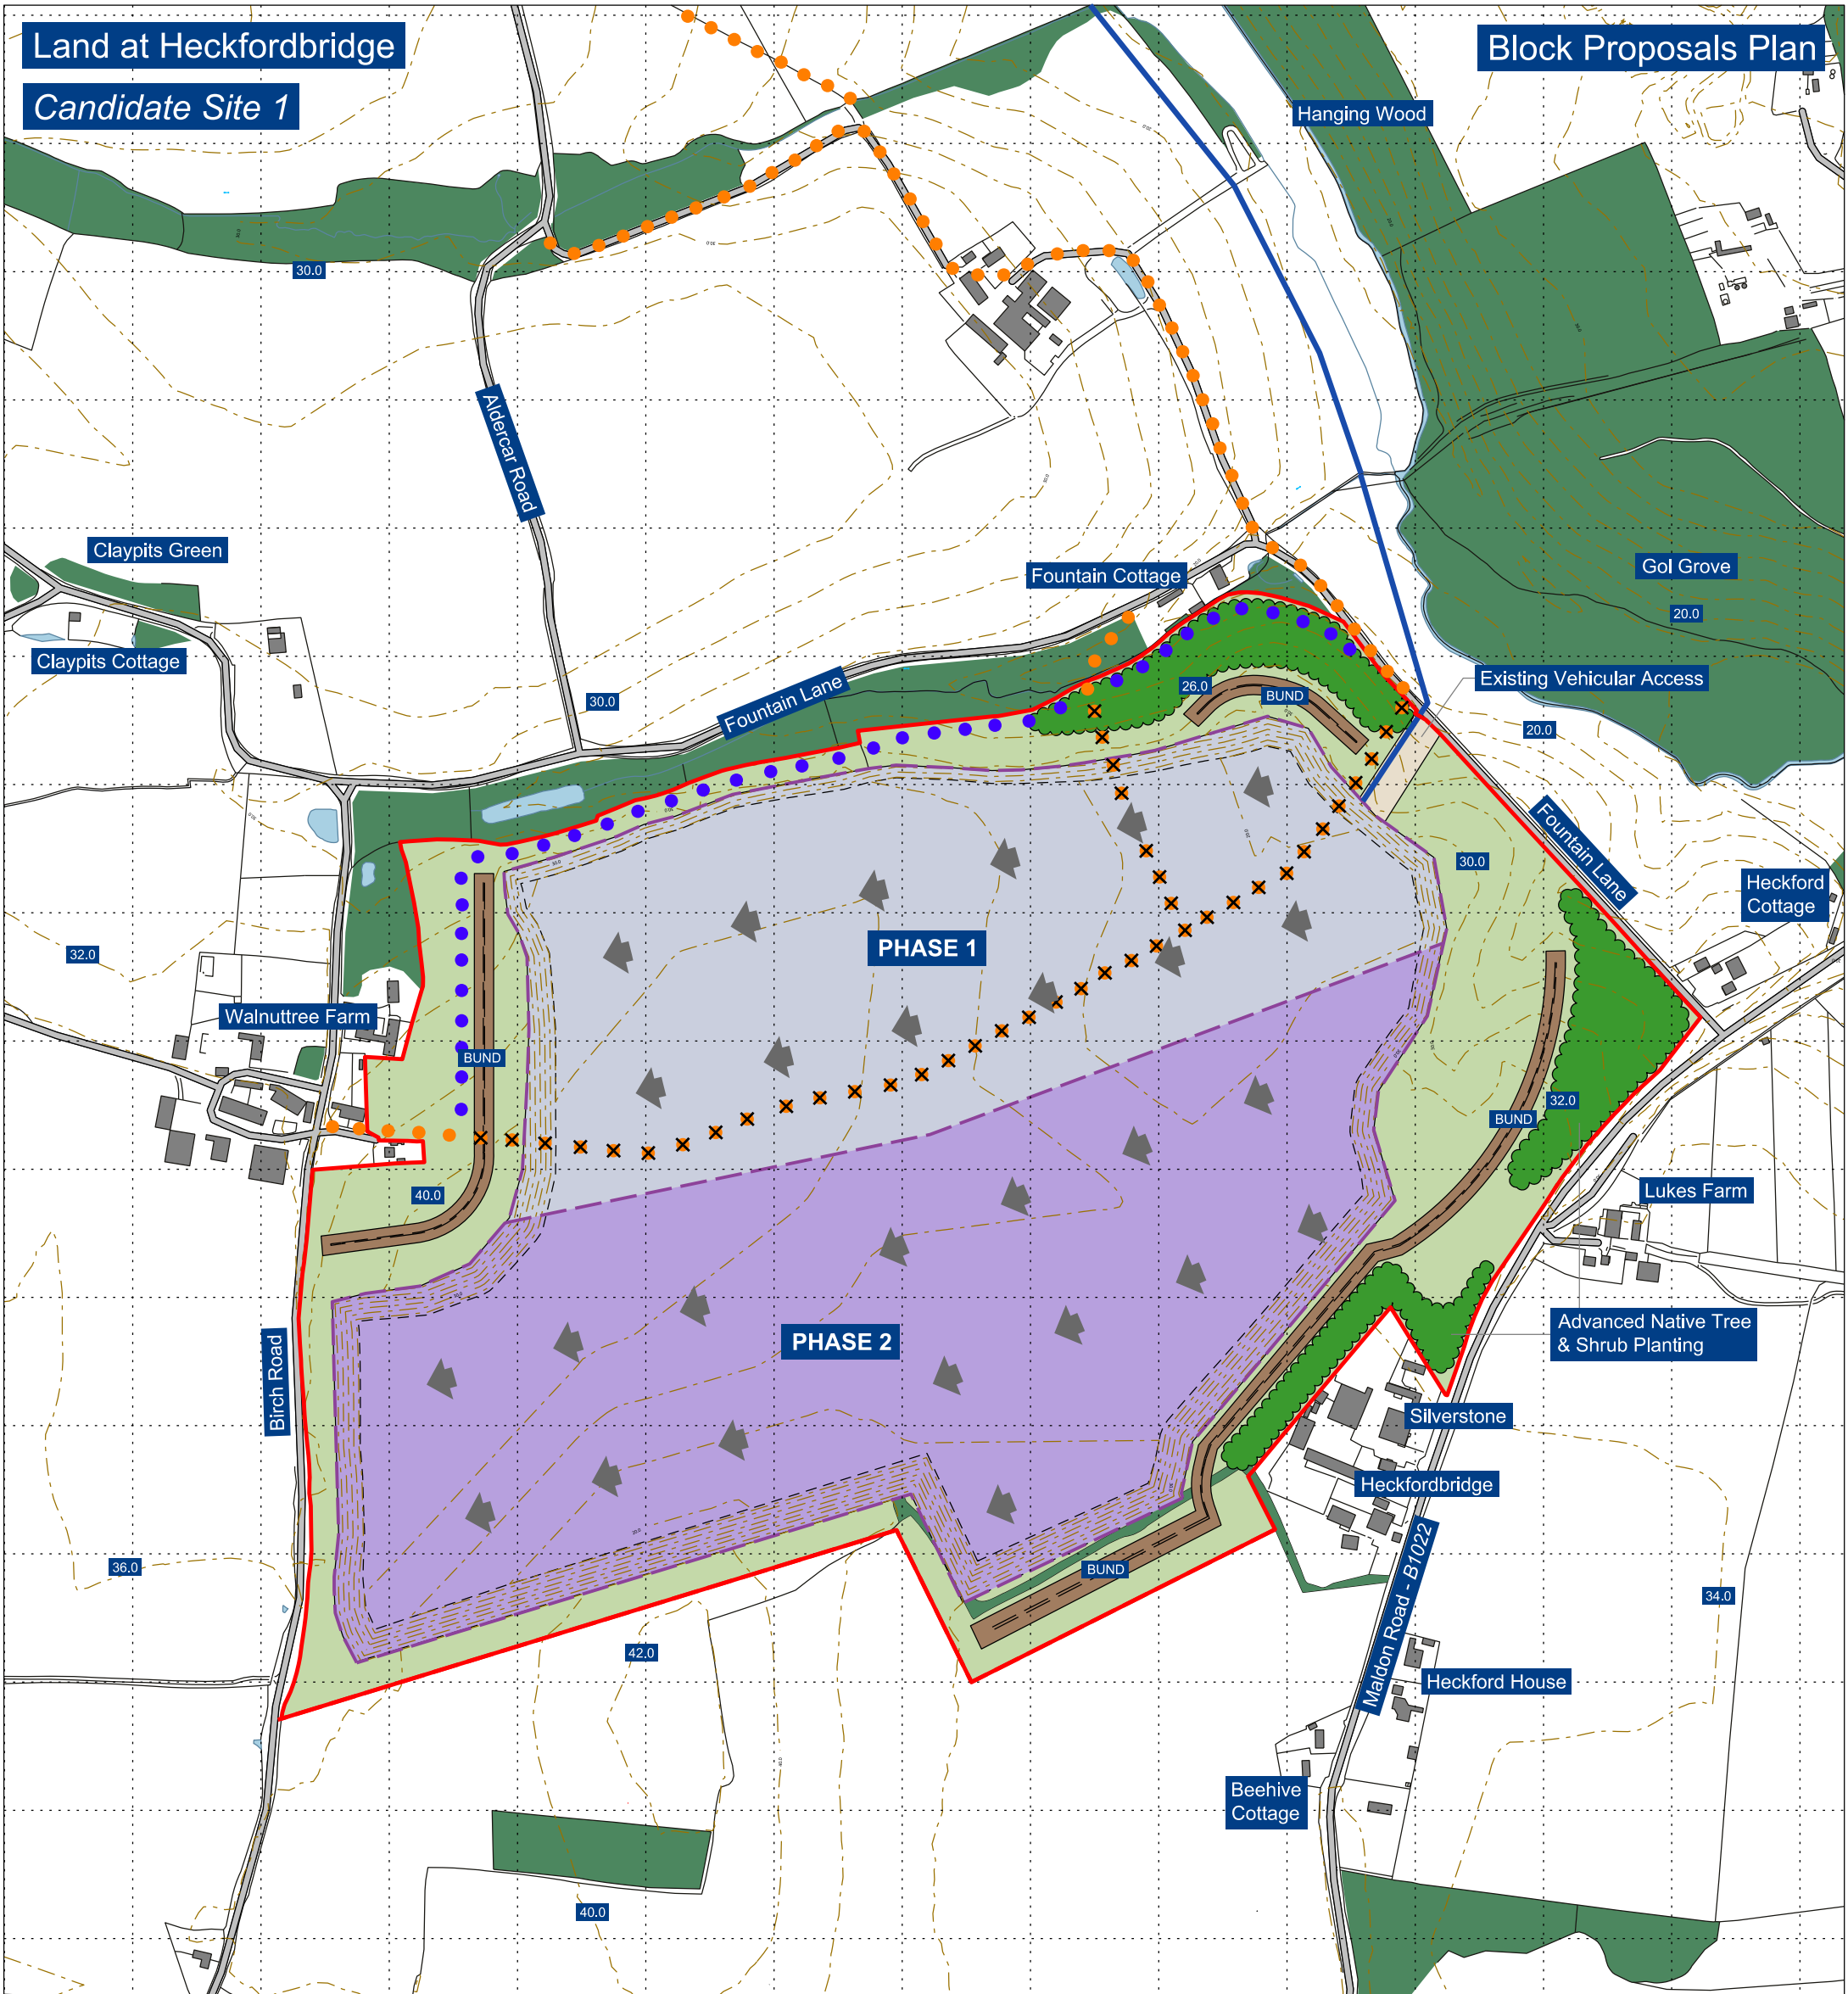 Land at Heckfordbridge
Block Proposals Plan
Candidate Site 1
Hanging Wood
30.0
Aldercar Road
Claypits Green
Gol Grove
Fountain Cottage
20.0
Claypits Cottage
Existing Vehicular Access
26.0
BUND
Fountain Lane
30.0
20.0
Fountain Lane
30.0
Heckford
Cottage
PHASE 1
32.0
Walnuttree Farm
BUND
32.0
BUND
40.0
Lukes Farm
Advanced Native Tree
& Shrub Planting
PHASE 2
Birch Road
Silverstone
Heckfordbridge
36.0
BUND
Maldon Road - B1022
34.0
42.0
Heckford House
Beehive
Cottage
40.0